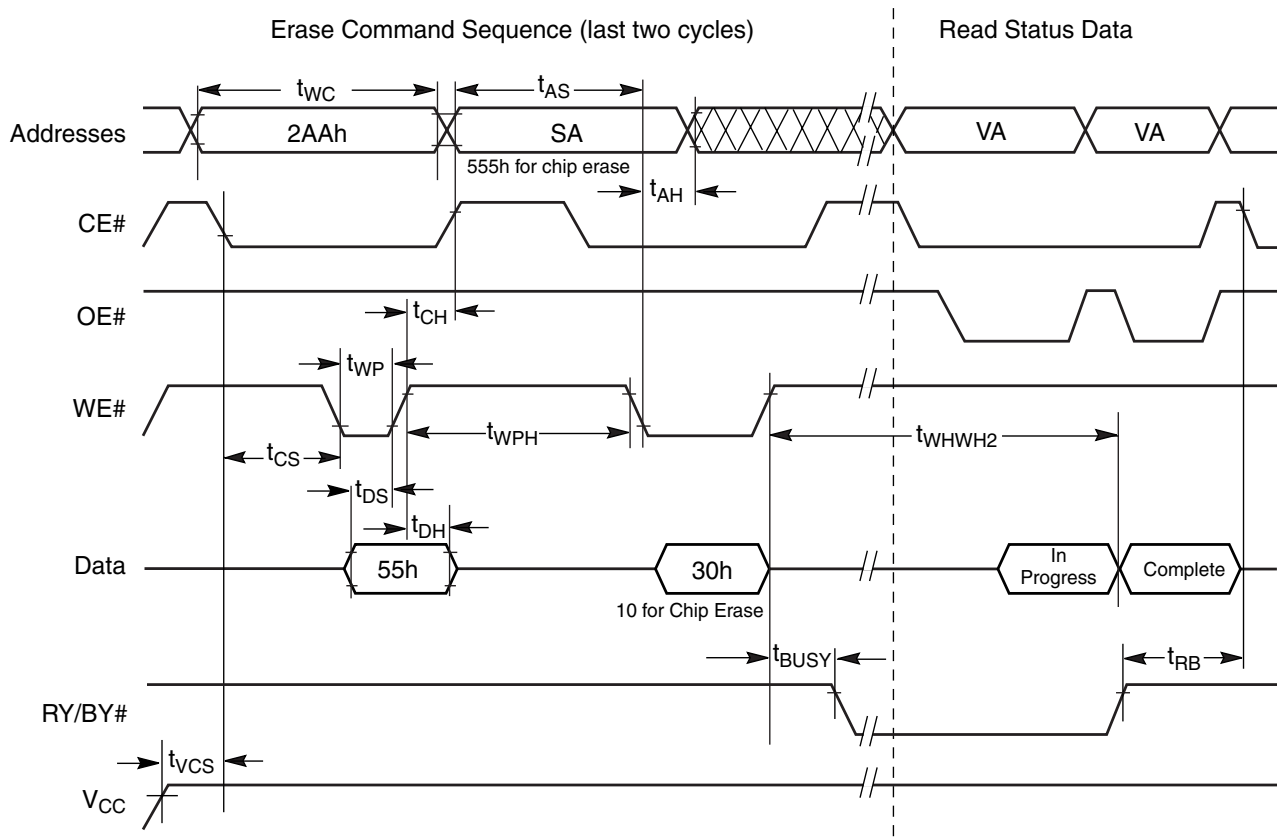 Erase Command Sequence (last two cycles)
Read Status Data
tWC
tAS
Addresses
2AAh
SA
VA
VA
555h for chip erase
tAH
CE#
OE#
tCH
tWP
WE#
tWPH
tWHWH2
tCS
tDS
tDH
Data
55h
30h
In
Progress
Complete
10 for Chip Erase
tBUSY
tRB
RY/BY#
tVCS
VCC